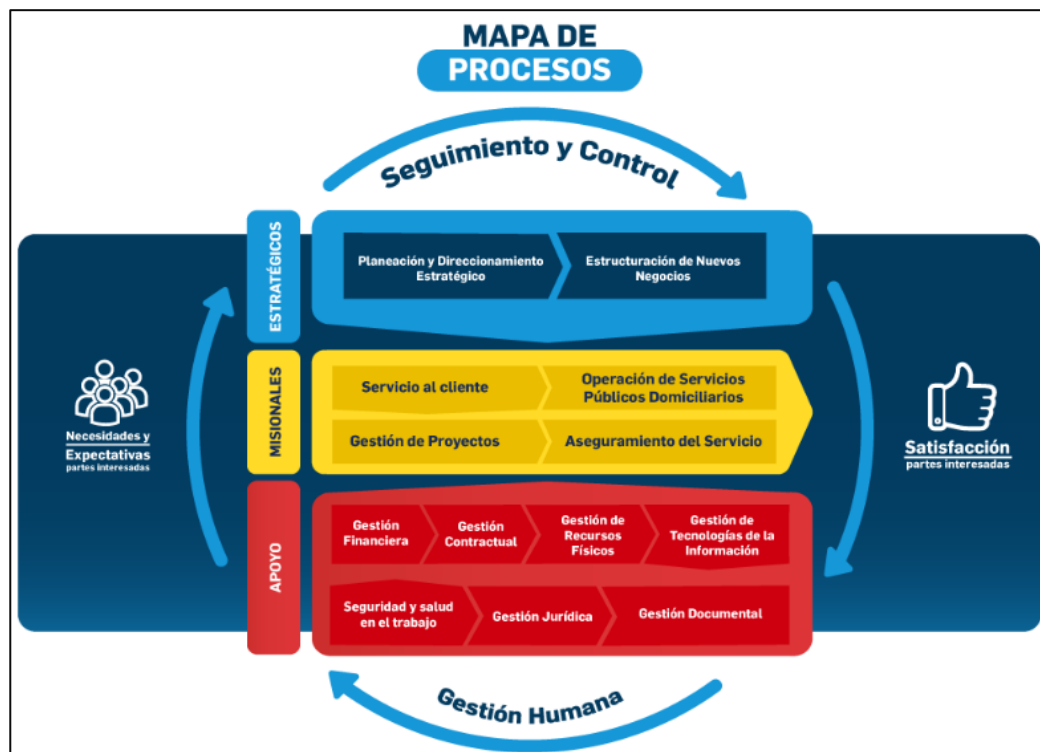 MAPA DE
PROCESOS
Seguimiento y Control
ESTRATÉGICOS
Planeación y Direccionamiento
Estratégico
Estructuración de Nuevos
Negocios
Necesidades y
Expectativas
partes interesadas
MISIONALES
Servicio al cliente
Operación de Servicios
Públicos Domiciliarios
Gestión de Proyectos
Aseguramiento del Servicio
Satisfacción
partes interesadas
APOYO
Gestión
Financiera
Gestión
Contractual
Gestión de
Recursos
Físicos
Gestión de
Tecnologías de la
Información
Seguridad y salud
en el trabajo
Gestión Jurídica
Gestión Documental
Gestión Humana